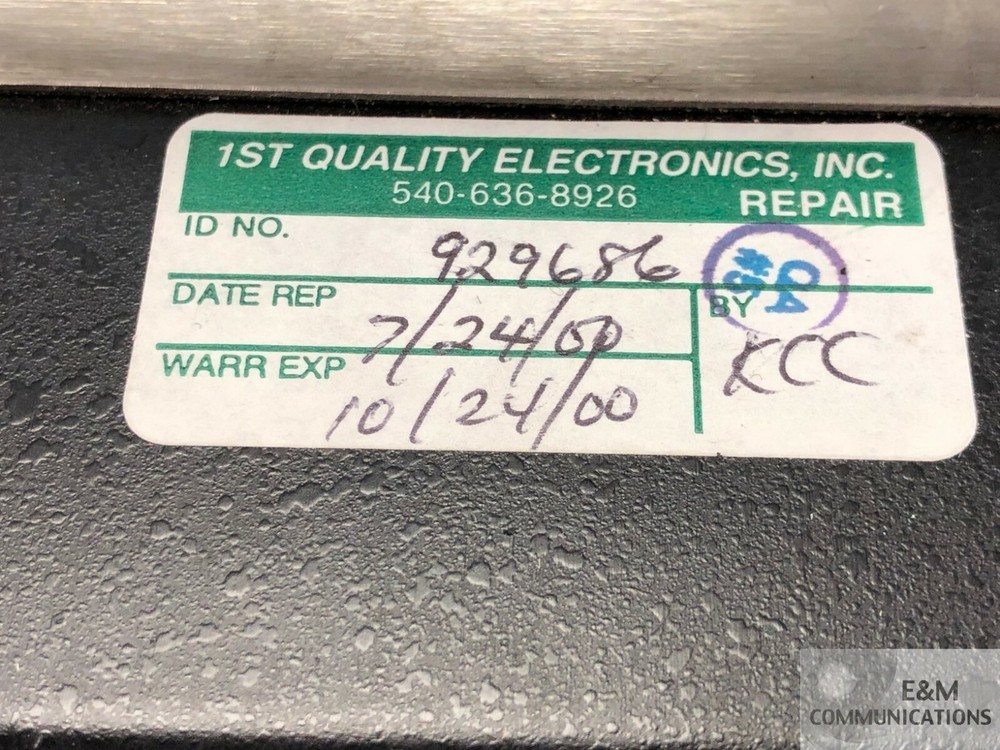 1ST QUALITY ELECTRONICS, INC.
540-636-8926 REPAIR
ID NO. 929686
DATE REP 7/24/00
BY KCC
WARR EXP 10/24/00
QA
E&M
COMMUNICATIONS